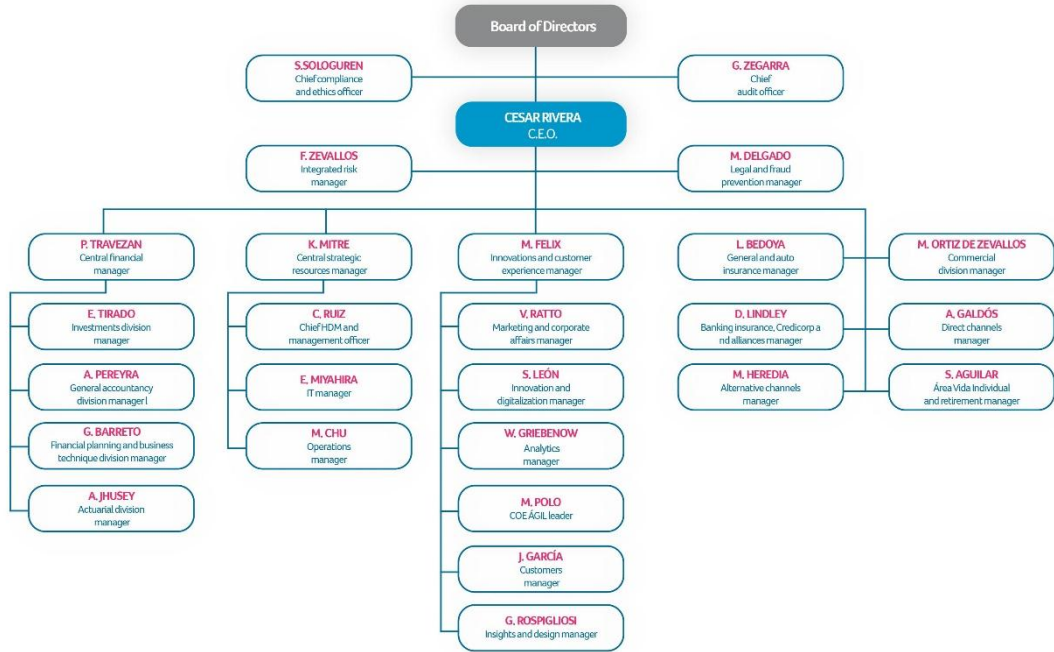 Board of Directors
S.SOLOGUREN
Chief compliance
and ethics officer
G. ZEGARRA
Chief
audit officer
CESAR RIVERA
C.E.O.
F. ZEVALLOS
Integrated risk
manager
M. DELGADO
Legal and fraud
prevention manager
P. TRAVEZAN
Central financial
manager
K. MITRE
Central strategic
resources manager
M. FELIX
Innovations and customer
experience manager
L. BEDOYA
General and auto
insurance manager
M. ORTIZ DE ZEVALLOS
Commercial
division manager
E. TIRADO
Investments division
manager
C. RUIZ
Chief HDM and
management officer
V. RATTO
Marketing and corporate
affairs manager
D. LINDLEY
Banking insurance, Credicorp a
nd alliances manager
A. GALDÓS
Direct channels
manager
A. PEREYRA
General accountancy
division manager l
E. MIYAHIRA
IT manager
S. LEÓN
Innovation and
digitalization manager
M. HEREDIA
Alternative channels
manager
S. AGUILAR
Área Vida Individual
and retirement manager
G. BARRETO
Financial planning and business
technique division manager
M. CHU
Operations
manager
W. GRIEBENOW
Analytics
manager
A. JHUSEY
Actuarial division
manager
M. POLO
COE ÁGIL leader
J. GARCÍA
Customers
manager
G. ROSPIGLIOSI
Insights and design manager